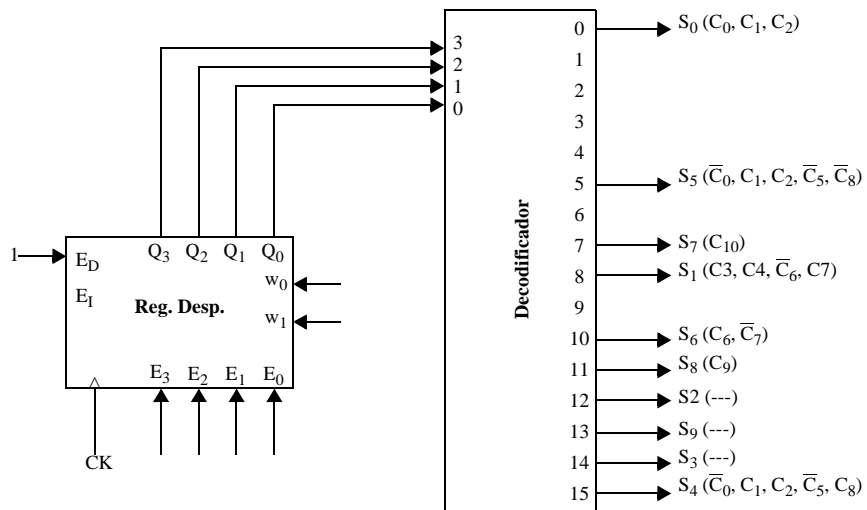 3
2
1
0
0
1
2
3
4
5
6
7
8
9
10
11
12
13
14
15
Decodificador
S0 (C0, C1, C2)
S5 (C̅0, C1, C2, C̅5, C̅8)
S7 (C10)
S1 (C3, C4, C̅6, C7)
S6 (C6, C̅7)
S8 (C9)
S2 (---)
S9 (---)
S3 (---)
S4 (C̅0, C1, C2, C̅5, C8)
1
ED
Q3 Q2 Q1 Q0
EI
Reg. Desp.
w0
w1
E3 E2 E1 E0
CK